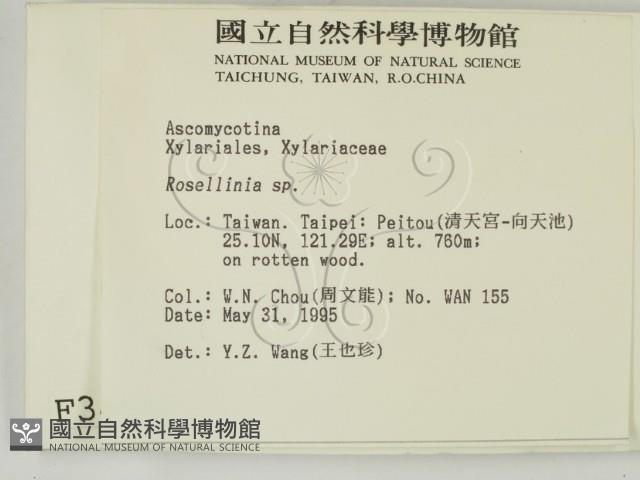 國立自然科學博物館
NATIONAL MUSEUM OF NATURAL SCIENCE
TAICHUNG, TAIWAN, R.O.CHINA
Ascomycotina
Xylariales, Xylariaceae
Rosellinia sp.
Loc.: Taiwan. Taipei: Peitou(清天宮-向天池)
25.10N, 121.29E; alt. 760m;
on rotten wood.
Col.: W.N. Chou(周文能); No. WAN 155
Date: May 31, 1995
Det.: Y.Z. Wang(王也珍)
F3
國立自然科學博物館
NATIONAL MUSEUM OF NATURAL SCIENCE